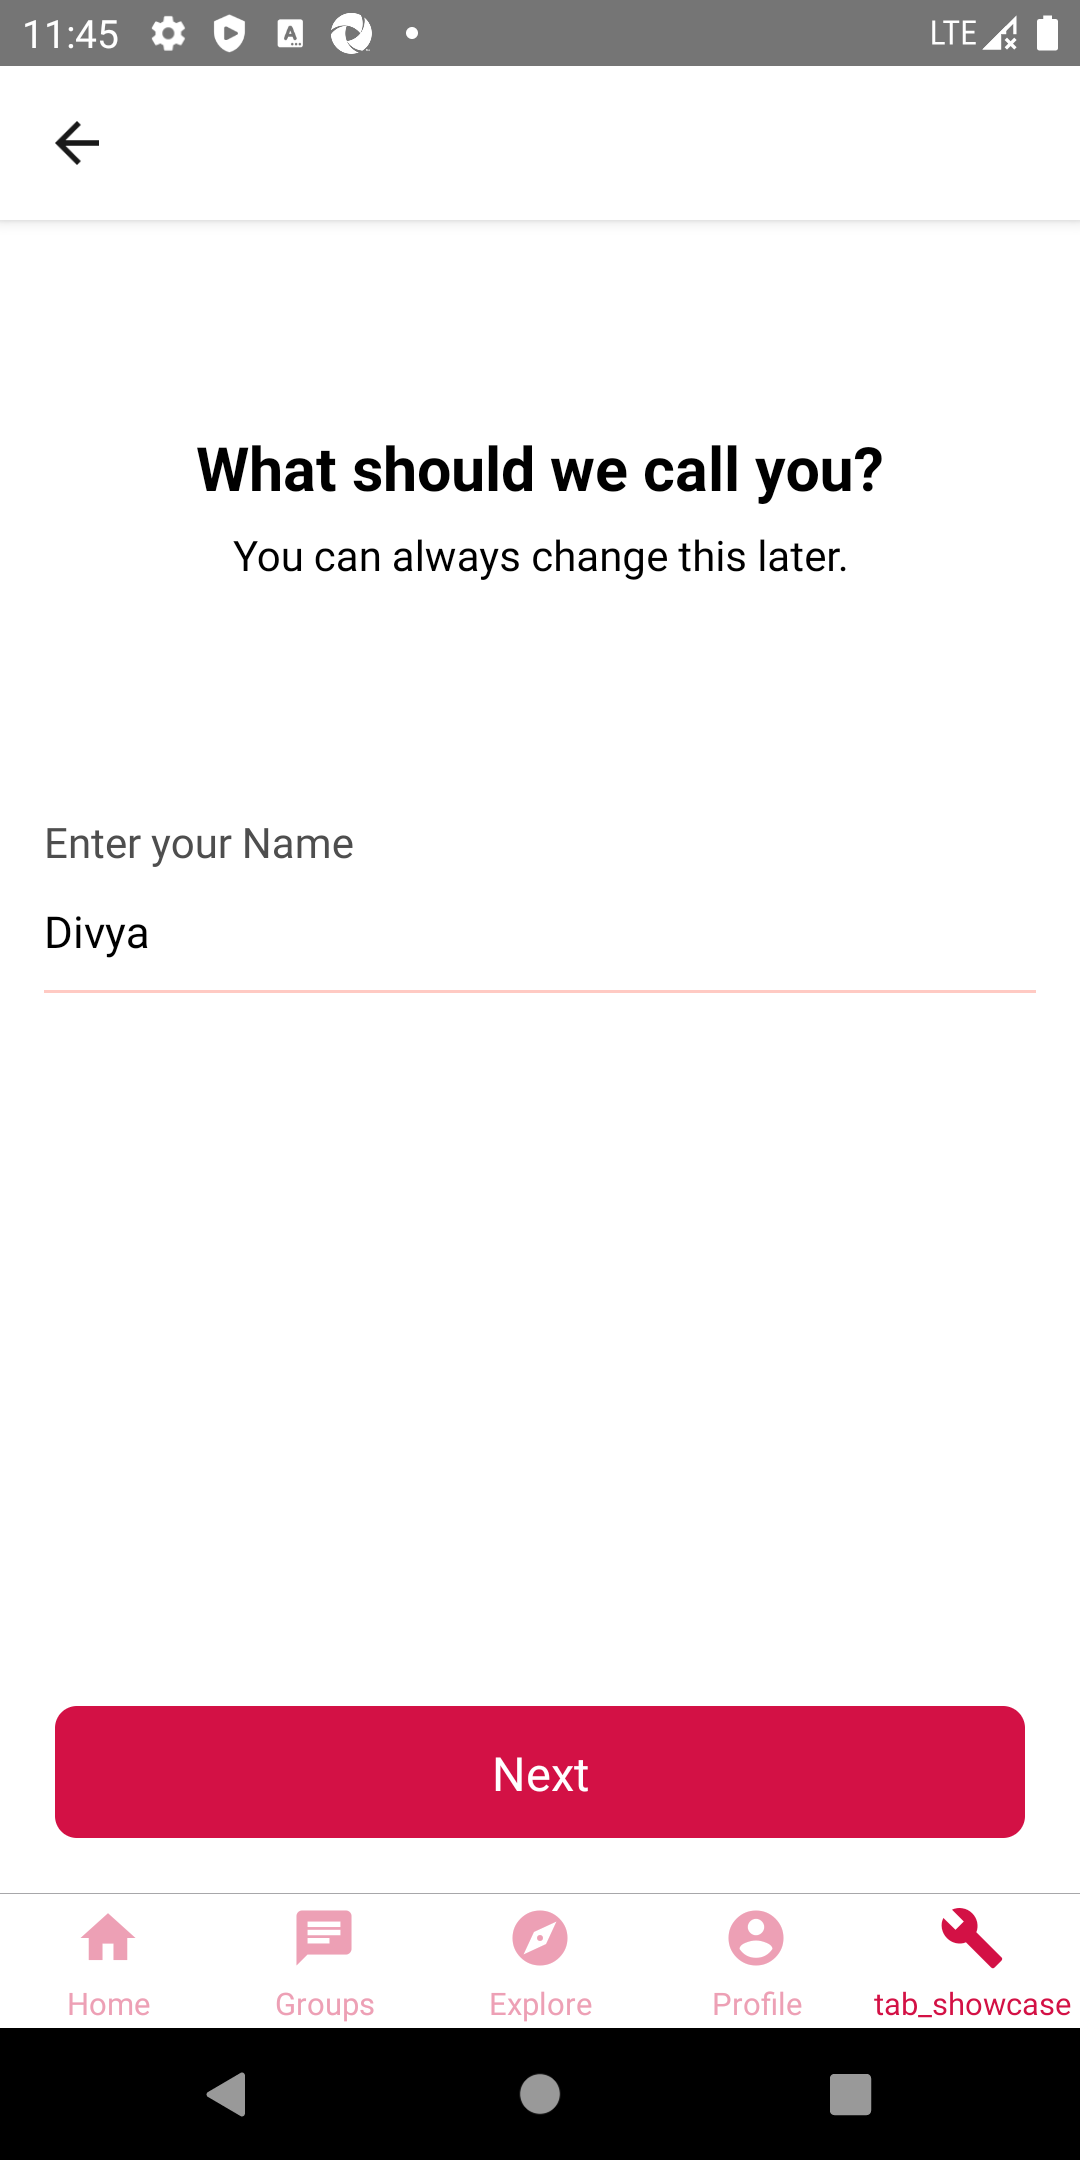 11:45
LTE
What should we call you?
You can always change this later.
Enter your Name
Divya
Next
Home
Groups
Explore
Profile
tab_showcase